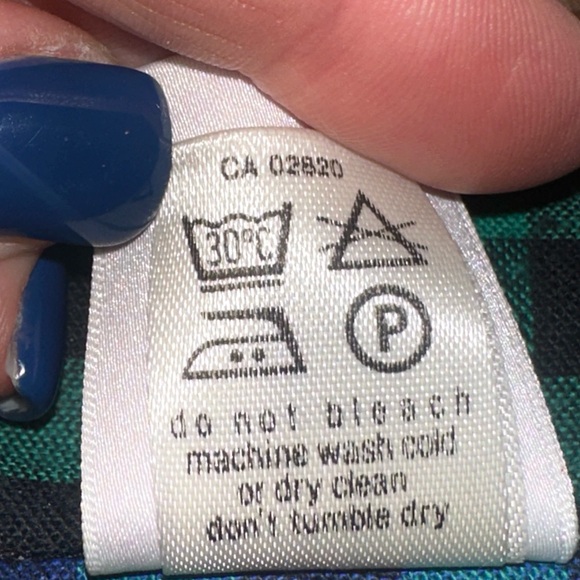 CA 02820
30°C
P
do not bleach
machine wash cold
or dry clean
don't tumble dry